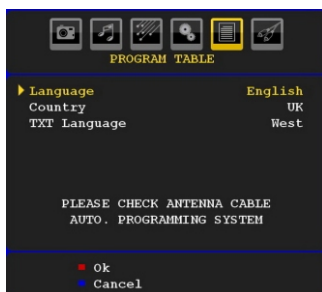 PROGRAM TABLE
Language English
Country UK
TXT Language West
PLEASE CHECK ANTENNA CABLE
AUTO. PROGRAMMING SYSTEM
Ok
Cancel